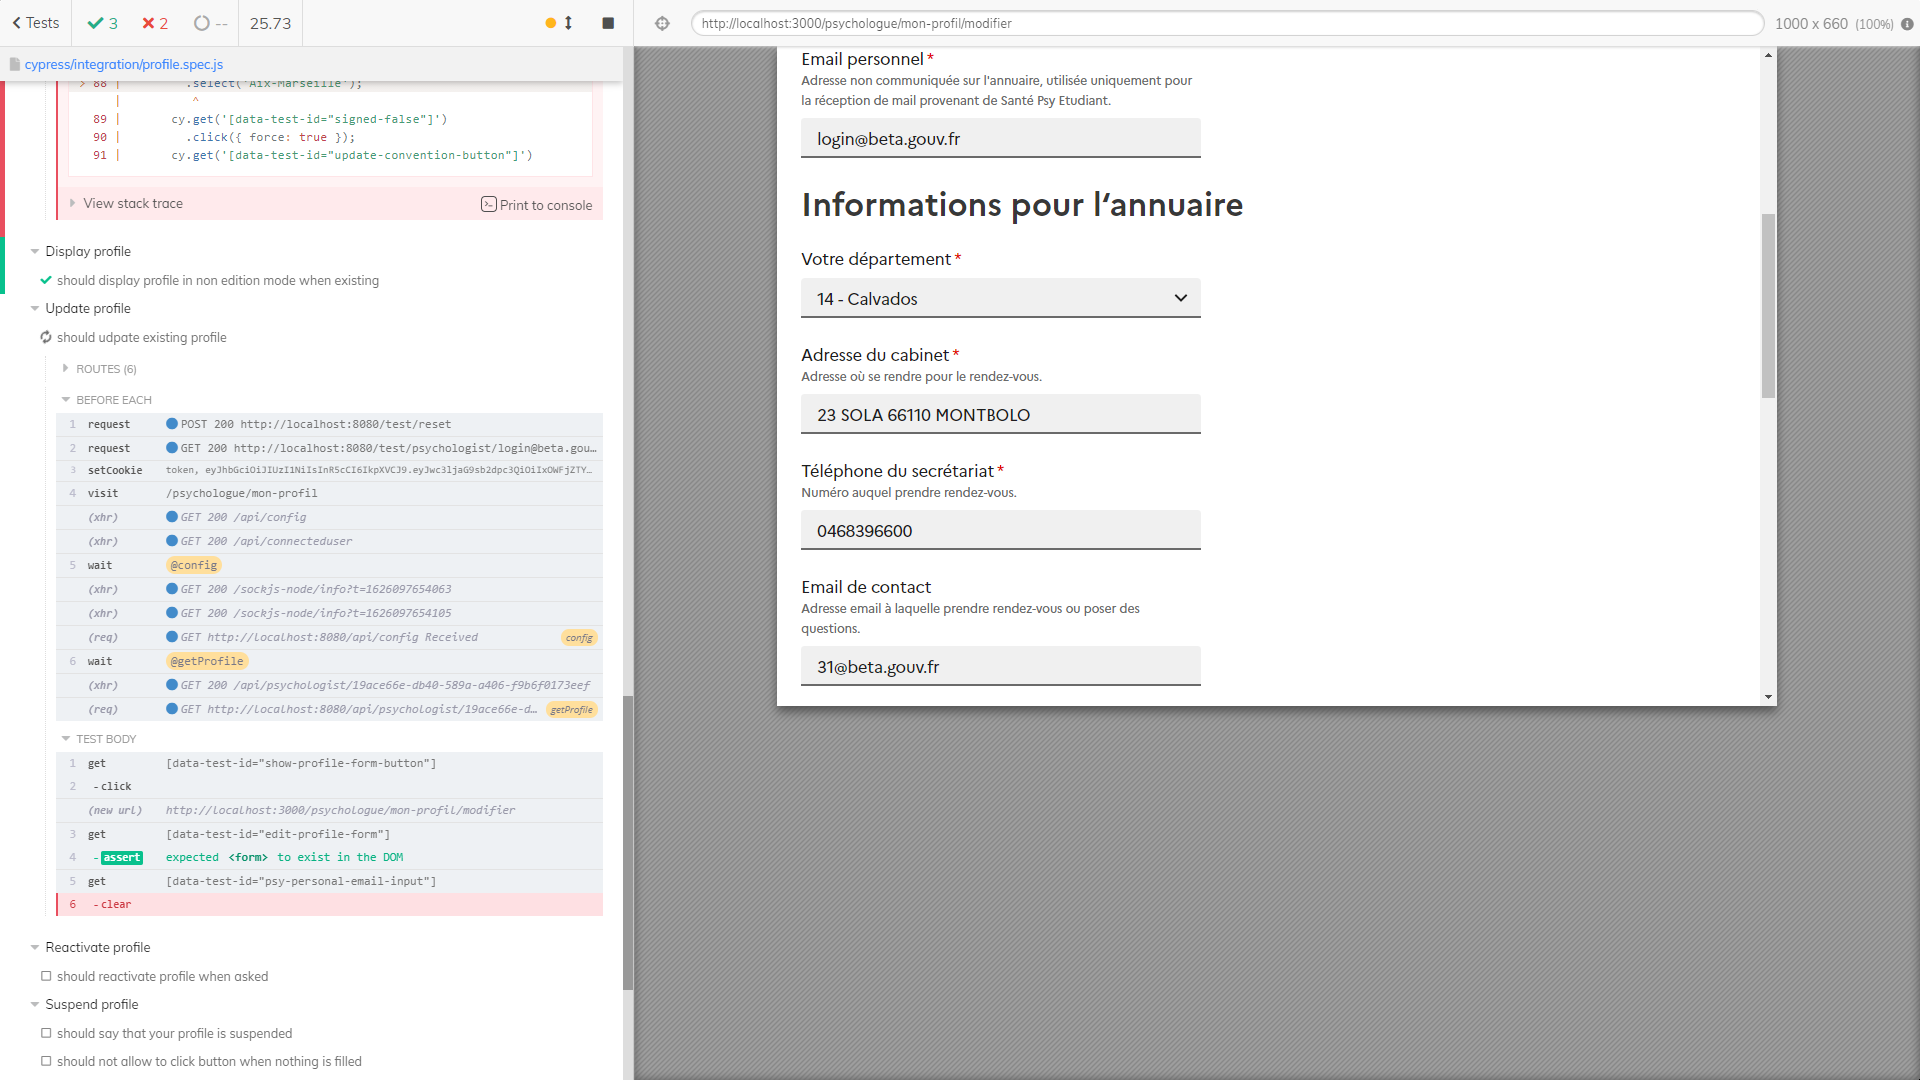 Tests
3
2
--
25.73
http://localhost:3000/psychologue/mon-profil/modifier
1000 x 660 (100%)
cypress/integration/profile.spec.js
> 88 | .select('Aix-Marseille');
| ^
89 | cy.get('[data-test-id="signed-false"]')
90 | .click({ force: true });
91 | cy.get('[data-test-id="update-convention-button"]')
View stack trace
Print to console
Display profile
should display profile in non edition mode when existing
Update profile
should udpate existing profile
ROUTES (6)
BEFORE EACH
1 request POST 200 http://localhost:8080/test/reset
2 request GET 200 http://localhost:8080/test/psychologist/login@beta.gou...
3 setCookie token, eyJhbGciOiJIUzI1NiIsInR5cCI6IkpXVCJ9.eyJwc3ljaG9sb2dpc3QiOiIxOWFjZTY...
4 visit /psychologue/mon-profil
(xhr) GET 200 /api/config
(xhr) GET 200 /api/connecteduser
5 wait @config
(xhr) GET 200 /sockjs-node/info?t=1626097654063
(xhr) GET 200 /sockjs-node/info?t=1626097654105
(req) GET http://localhost:8080/api/config Received config
6 wait @getProfile
(xhr) GET 200 /api/psychologist/19ace66e-db40-589a-a406-f9b6f0173eef
(req) GET http://localhost:8080/api/psychologist/19ace66e-d... getProfile
TEST BODY
1 get [data-test-id="show-profile-form-button"]
2 -click
(new url) http://localhost:3000/psychologue/mon-profil/modifier
3 get [data-test-id="edit-profile-form"]
4 -assert expected <form> to exist in the DOM
5 get [data-test-id="psy-personal-email-input"]
6 -clear
Reactivate profile
should reactivate profile when asked
Suspend profile
should say that your profile is suspended
should not allow to click button when nothing is filled
Email personnel *
Adresse non communiquée sur l'annuaire, utilisée uniquement pour
la réception de mail provenant de Santé Psy Etudiant.
login@beta.gouv.fr
Informations pour l'annuaire
Votre département *
14 - Calvados
Adresse du cabinet *
Adresse où se rendre pour le rendez-vous.
23 SOLA 66110 MONTBOLO
Téléphone du secrétariat *
Numéro auquel prendre rendez-vous.
0468396600
Email de contact
Adresse email à laquelle prendre rendez-vous ou poser des
questions.
31@beta.gouv.fr